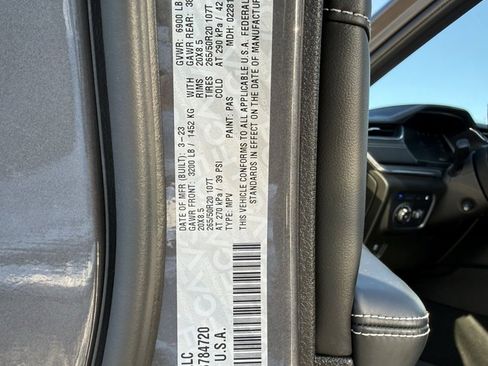 LC
DATE OF MFR (BUILT): 3-23 GVWR: 6900 LB
GAWR FRONT: 3200 LB / 1452 KG WITH GAWR REAR:
20X8.5 RIMS 20X8.5
265/50R20 107T TIRES 265/50R20 107T
AT 270 kPa / 39 PSI COLD AT 290 kPa / 42
TYPE: MPV PAINT: PAS MDH:
THIS VEHICLE CONFORMS TO ALL APPLICABLE U.S.A. FEDERAL
STANDARDS IN EFFECT ON THE DATE OF MANUFACTUR
784720
U.S.A.